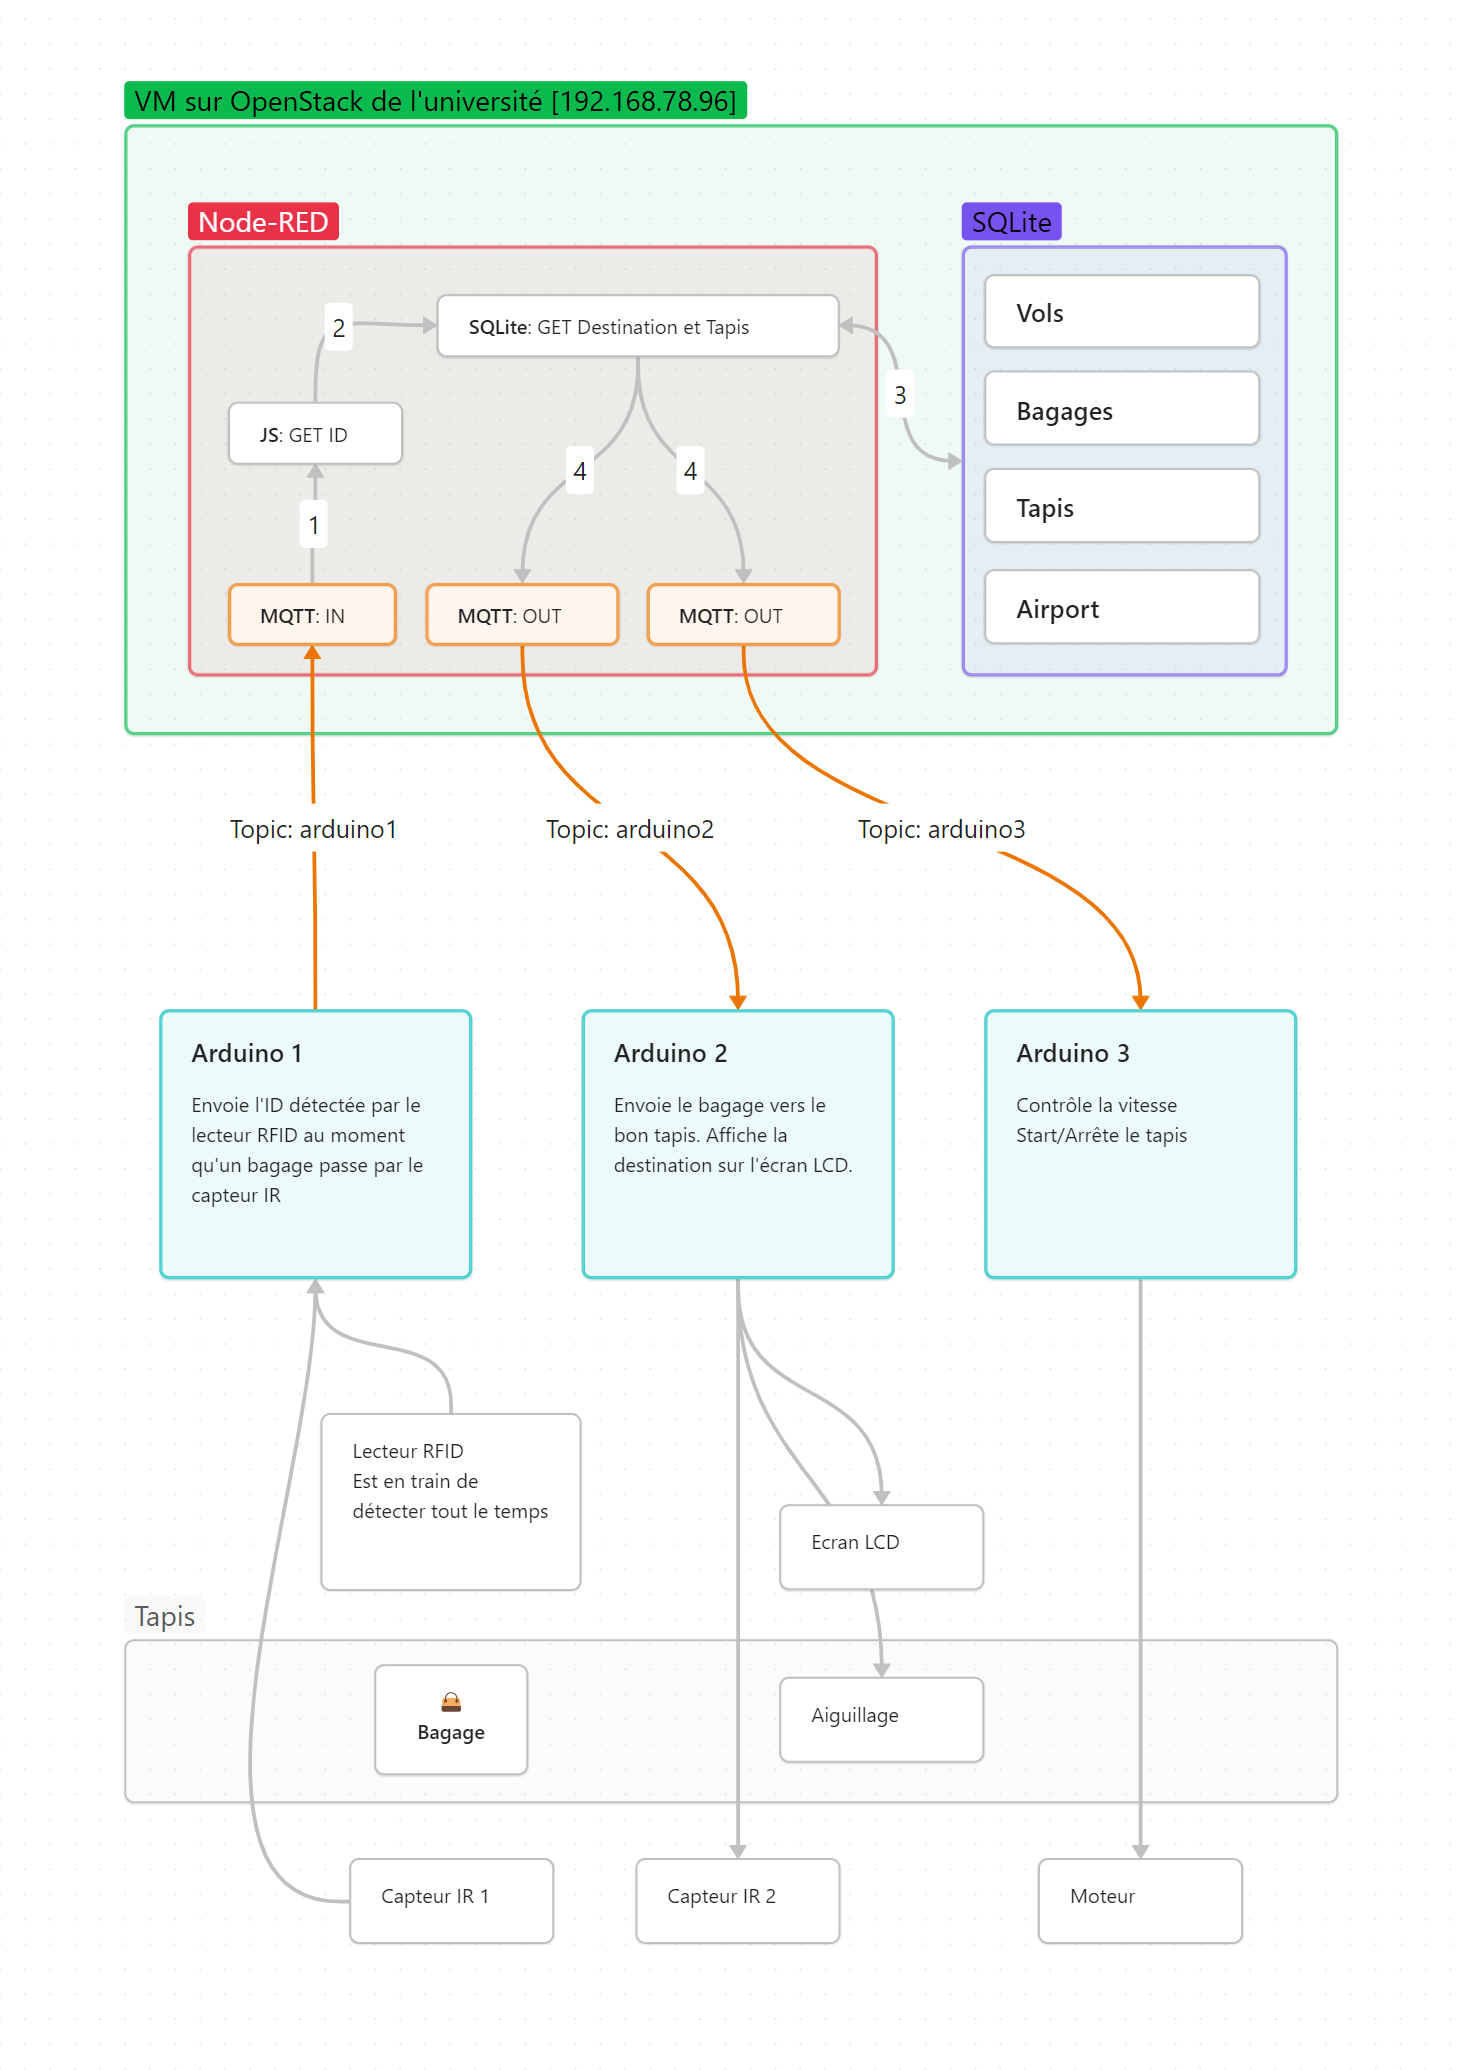 VM sur OpenStack de l'université [192.168.78.96]
Node-RED
SQLite
2
SQLite: GET Destination et Tapis
3
Vols
Bagages
Tapis
Airport
JS: GET ID
4
4
1
MQTT: IN
MQTT: OUT
MQTT: OUT
Topic: arduino1
Topic: arduino2
Topic: arduino3
Arduino 1
Envoie l'ID détectée par le
lecteur RFID au moment
qu'un bagage passe par le
capteur IR
Arduino 2
Envoie le bagage vers le
bon tapis. Affiche la
destination sur l'écran LCD.
Arduino 3
Contrôle la vitesse
Start/Arrête le tapis
Lecteur RFID
Est en train de
détecter tout le temps
Ecran LCD
Tapis
Bagage
Aiguillage
Capteur IR 1
Capteur IR 2
Moteur